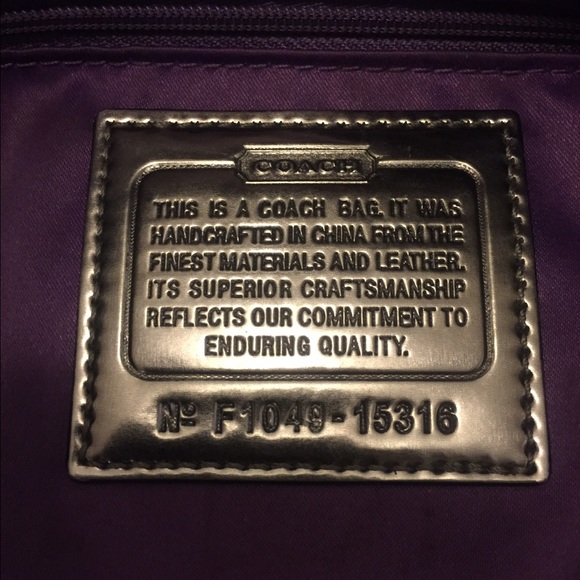 COACH
THIS IS A COACH BAG. IT WAS
HANDCRAFTED IN CHINA FROM THE
FINEST MATERIALS AND LEATHER.
ITS SUPERIOR CRAFTSMANSHIP
REFLECTS OUR COMMITMENT TO
ENDURING QUALITY.
Nº F1049-15316